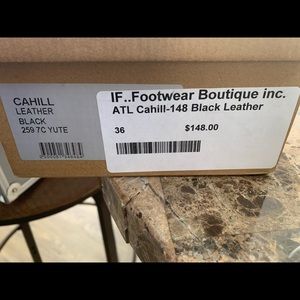 CAHILL
LEATHER
BLACK
259 7C YUTE
IF..Footwear Boutique inc.
ATL Cahill-148 Black Leather
36 $148.00